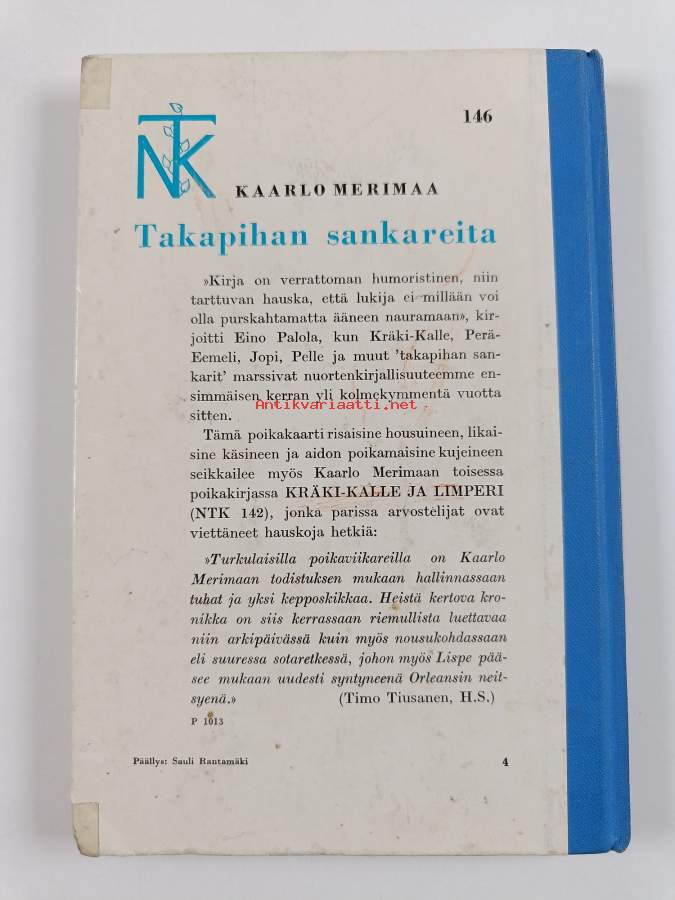 NTK
146
KAARLO MERIMAA
Takapihan sankareita
»Kirja on verrattoman humoristinen, niin
tarttuvan hauska, että lukija ei millään voi
olla purskahtamatta ääneen nauramaan», kir-
joitti Eino Palola, kun Kräki-Kalle, Perä-
Eemeli, Jopi, Pelle ja muut ’takapihan san-
karit’ marssivat nuortenkirjallisuuteemme en-
simmäisen kerran yli kolmekymmentä vuotta
sitten.
Antikvariaatti.net
Tämä poikakaarti risaisine housuineen, likai-
sine käsineen ja aidon poikamaisine kujeineen
seikkailee myös Kaarlo Merimaan toisessa
poikakirjassa KRÄKI-KALLE JA LIMPERI
(NTK 142), jonka parissa arvostelijat ovat
viettäneet hauskoja hetkiä:
»Turkulaisilla poikaviikareilla on Kaarlo
Merimaan todistuksen mukaan hallinnassaan
tuhat ja yksi kepposkikkaa. Heistä kertova kro-
nikka on siis kerrassaan riemullista luettavaa
niin arkipäivässä kuin myös nousukohdassaan
eli suuressa sotaretkessä, johon myös Lispe pää-
see mukaan uudesti syntyneenä Orleansin neit-
syenä.» (Timo Tiusanen, H.S.)
P 1013
Päällys: Sauli Rantamäki 4